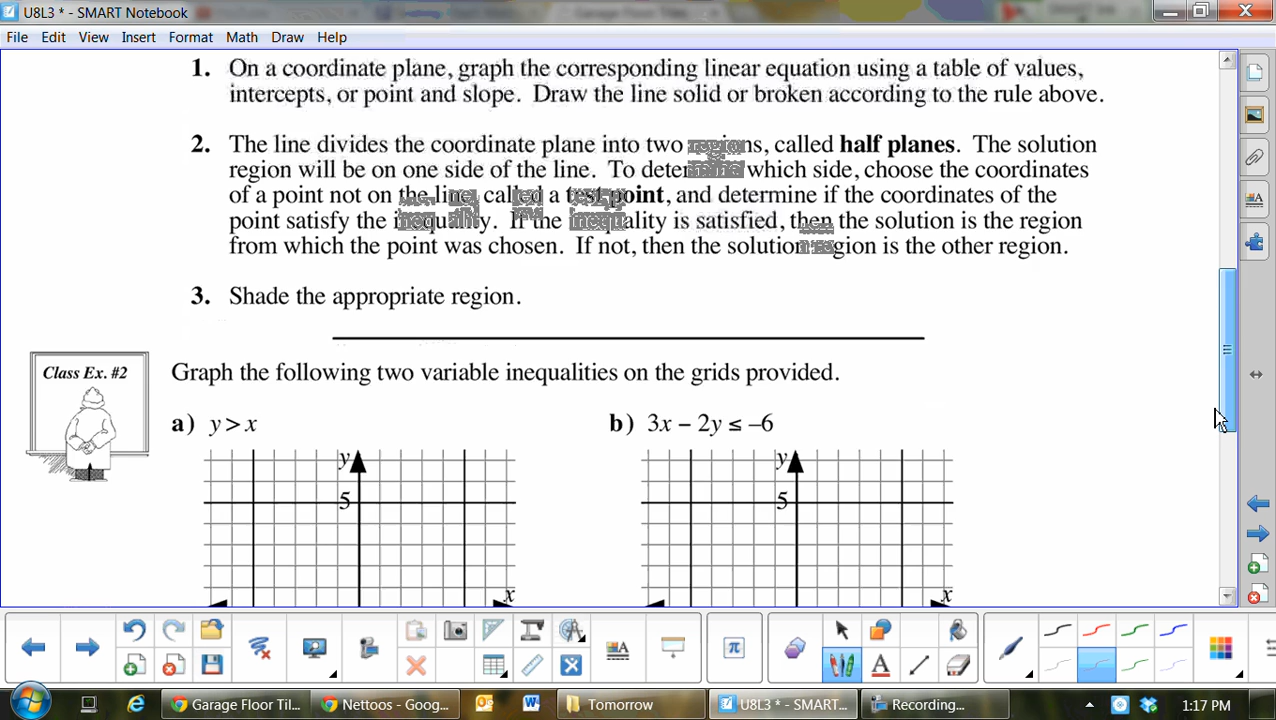 U8L3 * - SMART Notebook
File Edit View Insert Format Math Draw Help
1. On a coordinate plane, graph the corresponding linear equation using a table of values,
intercepts, or point and slope. Draw the line solid or broken according to the rule above.
2. The line divides the coordinate plane into two regions, called half planes. The solution
region will be on one side of the line. To determine which side, choose the coordinates
of a point not on the line, called a test point, and determine if the coordinates of the
point satisfy the inequality. If the inequality is satisfied, then the solution is the region
from which the point was chosen. If not, then the solution region is the other region.
3. Shade the appropriate region.
Class Ex. #2
Graph the following two variable inequalities on the grids provided.
a) y > x
b) 3x – 2y ≤ –6
y
5
x
y
5
x
π
A
Garage Floor Til...
Nettoos - Goog...
Tomorrow
U8L3 * - SMART...
Recording...
1:17 PM